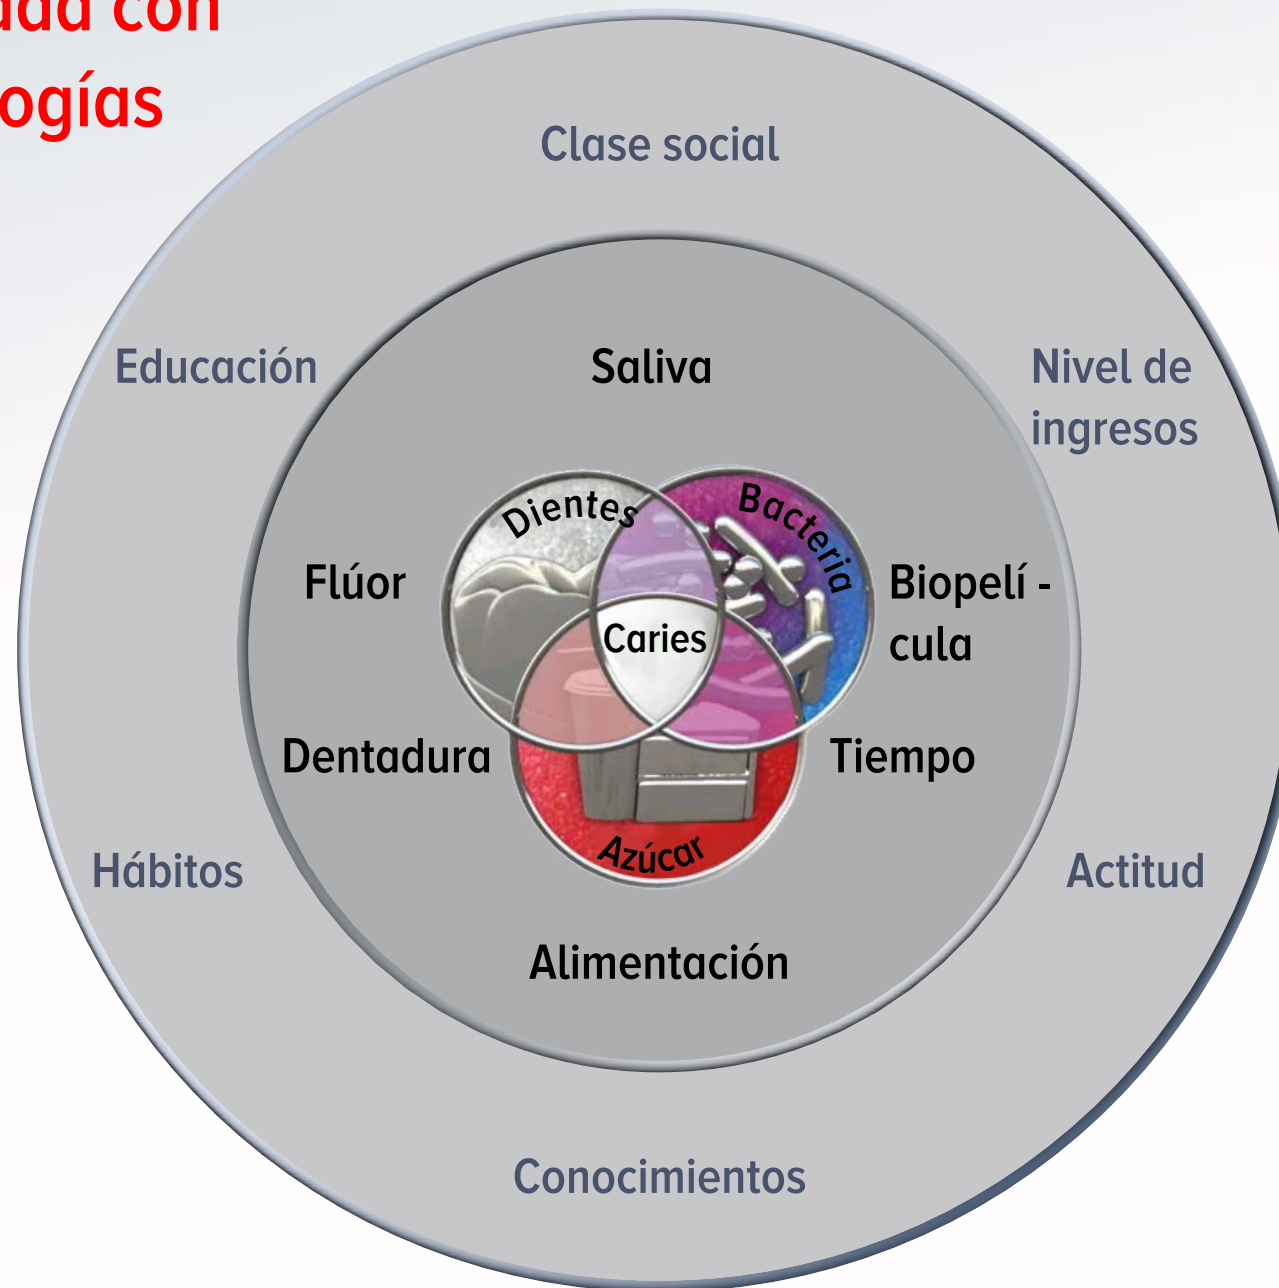 con
Clase social
Educación
Saliva
Nivel de
ingresos
Dientes
Bacteria
Flúor
Biopelí -
cula
Caries
Dentadura
Tiempo
Azúcar
Hábitos
Actitud
Alimentación
Conocimientos